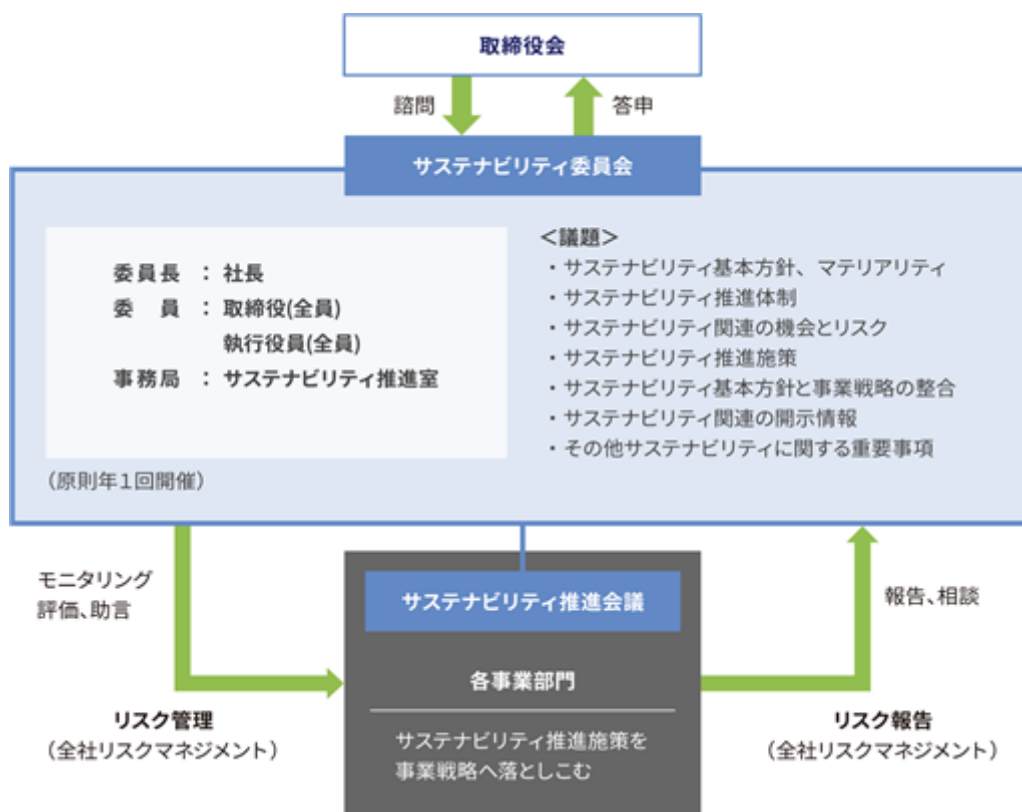 取締役会
諮問
答申
サステナビリティ委員会
委員長 : 社長
委 員 : 取締役(全員)
執行役員(全員)
事務局 : サステナビリティ推進室
（原則年１回開催）
＜議題＞
・サステナビリティ基本方針、マテリアリティ
・サステナビリティ推進体制
・サステナビリティ関連の機会とリスク
・サステナビリティ推進施策
・サステナビリティ基本方針と事業戦略の整合
・サステナビリティ関連の開示情報
・その他サステナビリティに関する重要事項
モニタリング
評価、助言
リスク管理
（全社リスクマネジメント）
サステナビリティ推進会議
各事業部門
サステナビリティ推進施策を
事業戦略へ落としこむ
報告、相談
リスク報告
（全社リスクマネジメント）